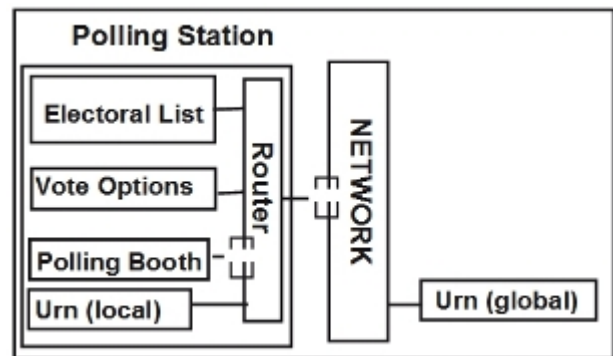 Polling Station
Electoral List
Vote Options
Polling Booth
Urn (local)
Router
NETWORK
Urn (global)